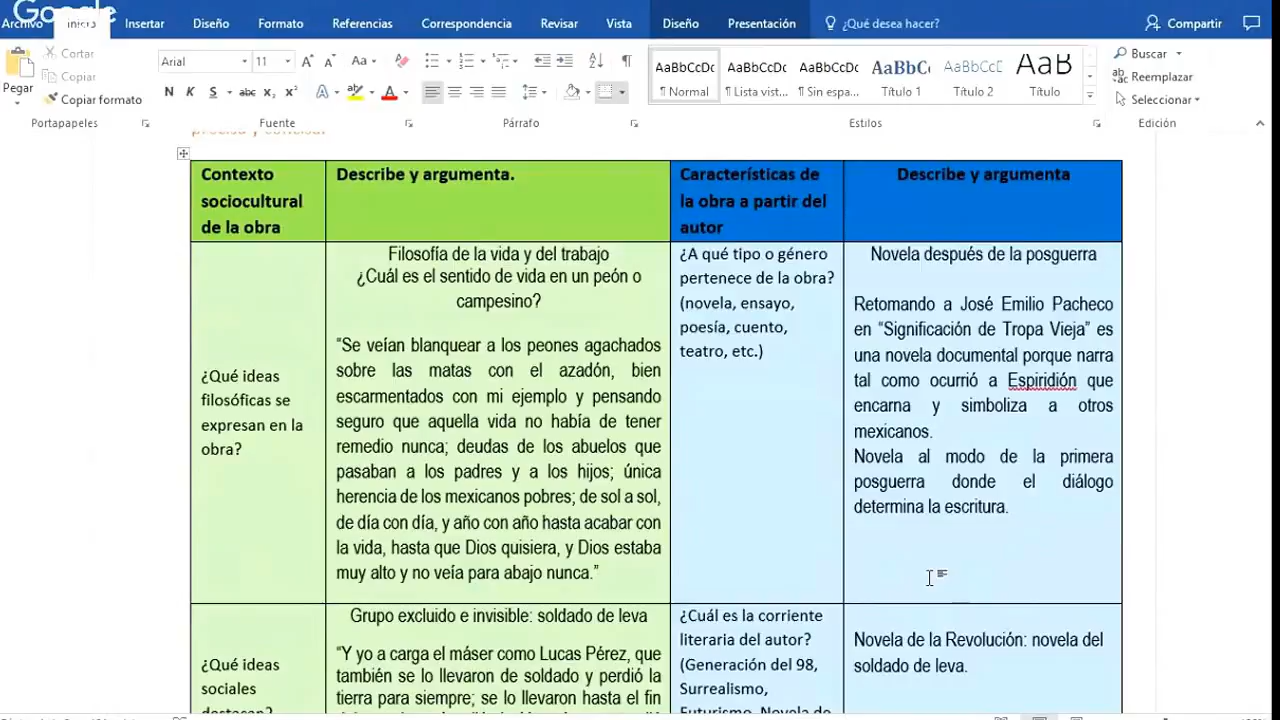 Google
Archivo Inicio Insertar Diseño Formato Referencias Correspondencia Revisar Vista Diseño Presentación ¿Qué desea hacer? Compartir
Cortar
Copiar
Copiar formato
Pegar
Portapapeles
Arial 11
Aa
N K S abc x₂ x² A A
Fuente
Párrafo
AaBbCcDc AaBbCcDc AaBbCcDc AaBbC AaBbCcD AaB
¶ Normal ¶ Lista vist... ¶ Sin espa... Título 1 Título 2 Título
Estilos
Buscar
Reemplazar
Seleccionar
Edición
Contexto
sociocultural
de la obra
Describe y argumenta.
Características de
la obra a partir del
autor
Describe y argumenta
¿Qué ideas
filosóficas se
expresan en la
obra?
Filosofía de la vida y del trabajo
¿Cuál es el sentido de vida en un peón o
campesino?
“Se veían blanquear a los peones agachados
sobre las matas con el azadón, bien
escarmentados con mi ejemplo y pensando
seguro que aquella vida no había de tener
remedio nunca; deudas de los abuelos que
pasaban a los padres y a los hijos; única
herencia de los mexicanos pobres; de sol a sol,
de día con día, y año con año hasta acabar con
la vida, hasta que Dios quisiera, y Dios estaba
muy alto y no veía para abajo nunca.”
¿A qué tipo o género
pertenece de la obra?
(novela, ensayo,
poesía, cuento,
teatro, etc.)
Novela después de la posguerra
Retomando a José Emilio Pacheco
en “Significación de Tropa Vieja” es
una novela documental porque narra
tal como ocurrió a Espiridión que
encarna y simboliza a otros
mexicanos.
Novela al modo de la primera
posguerra donde el diálogo
determina la escritura.
¿Qué ideas
sociales
destacan?
Grupo excluido e invisible: soldado de leva
“Y yo a carga el máser como Lucas Pérez, que
también se lo llevaron de soldado y perdió la
tierra para siempre; se lo llevaron hasta el fin
¿Cuál es la corriente
literaria del autor?
(Generación del 98,
Surrealismo,
Futurismo, Novela de
Novela de la Revolución: novela del
soldado de leva.